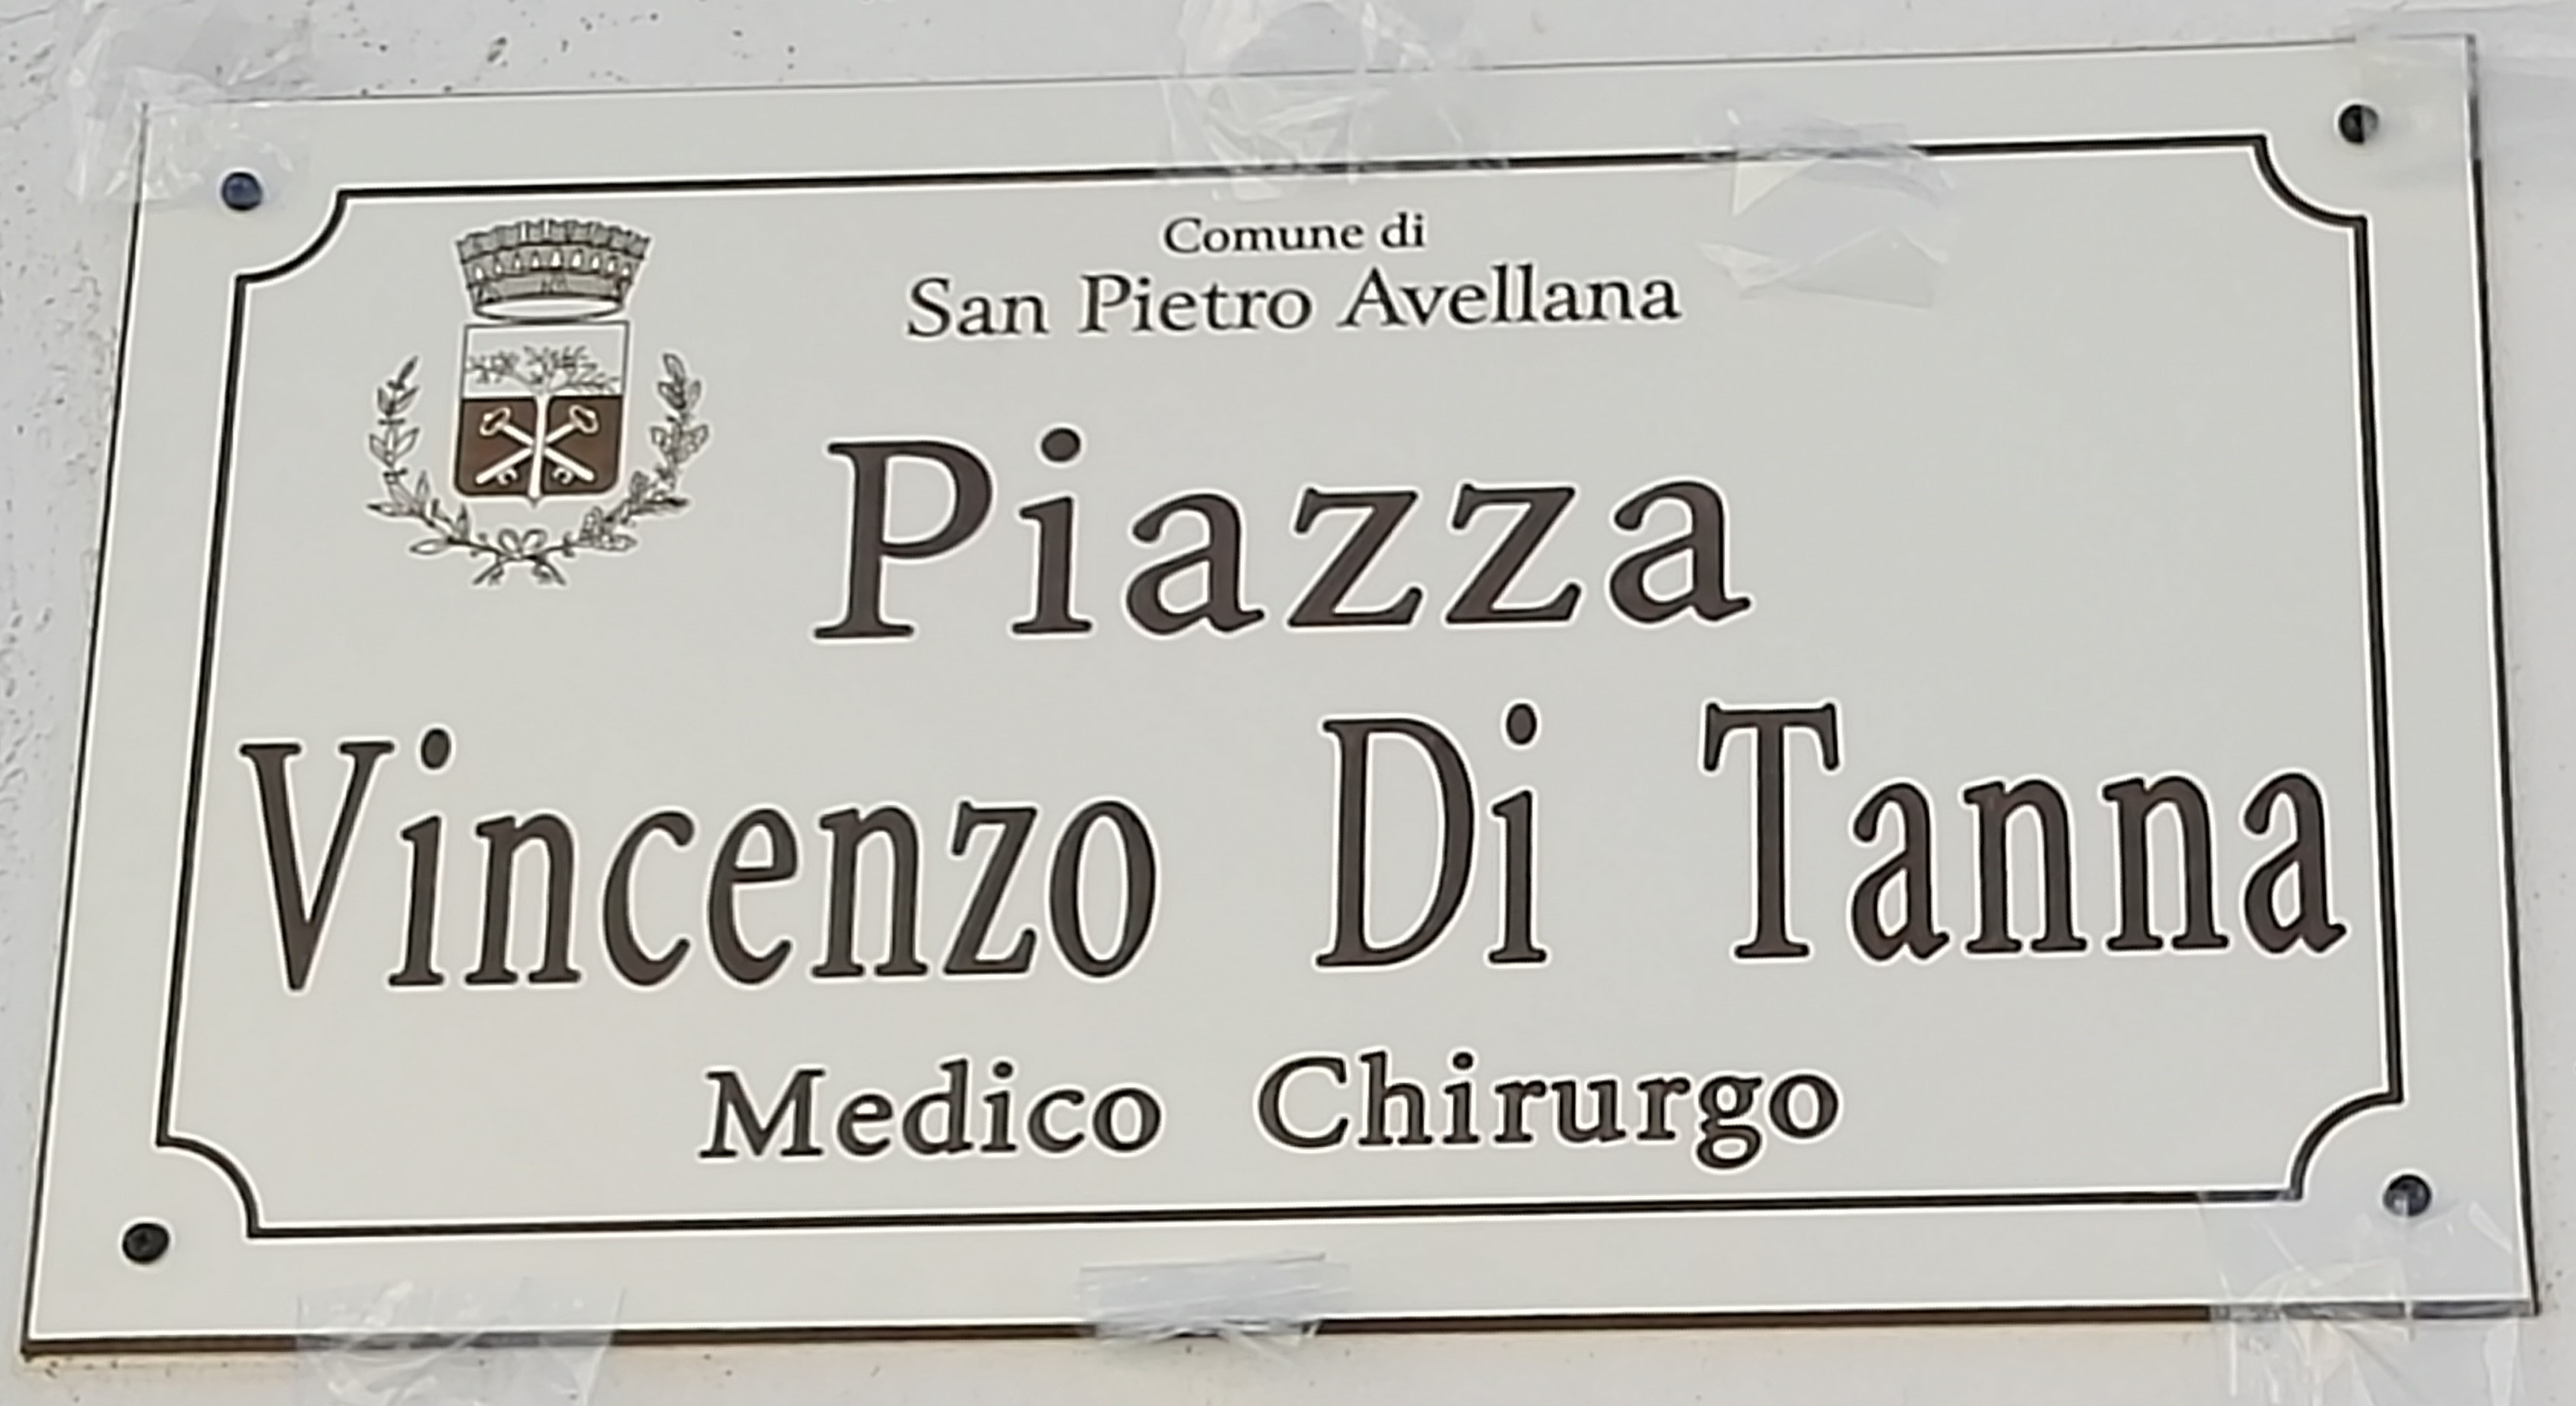 Comune di
San Pietro Avellana
Piazza
Vincenzo Di Tanna
Medico Chirurgo